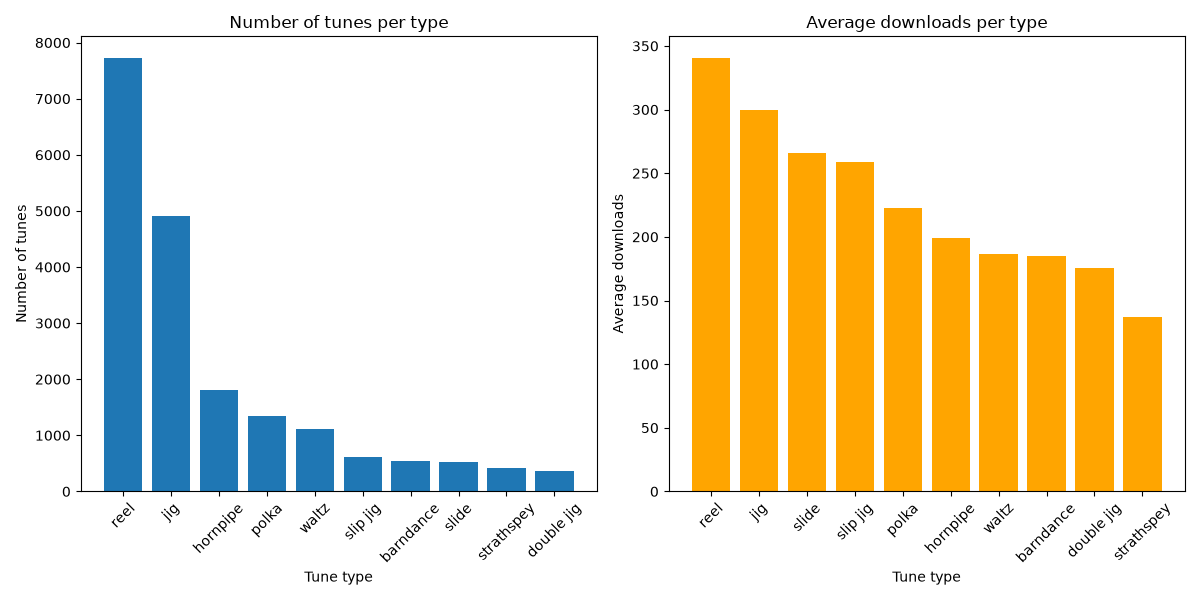 Number of tunes per type
Number of tunes
8000
7000
6000
5000
4000
3000
2000
1000
0
reel
jig
hornpipe
polka
waltz
slip jig
barndance
slide
strathspey
double jig
Tune type
Average downloads per type
Average downloads
350
300
250
200
150
100
50
0
reel
jig
slide
slip jig
polka
hornpipe
waltz
barndance
double jig
strathspey
Tune type